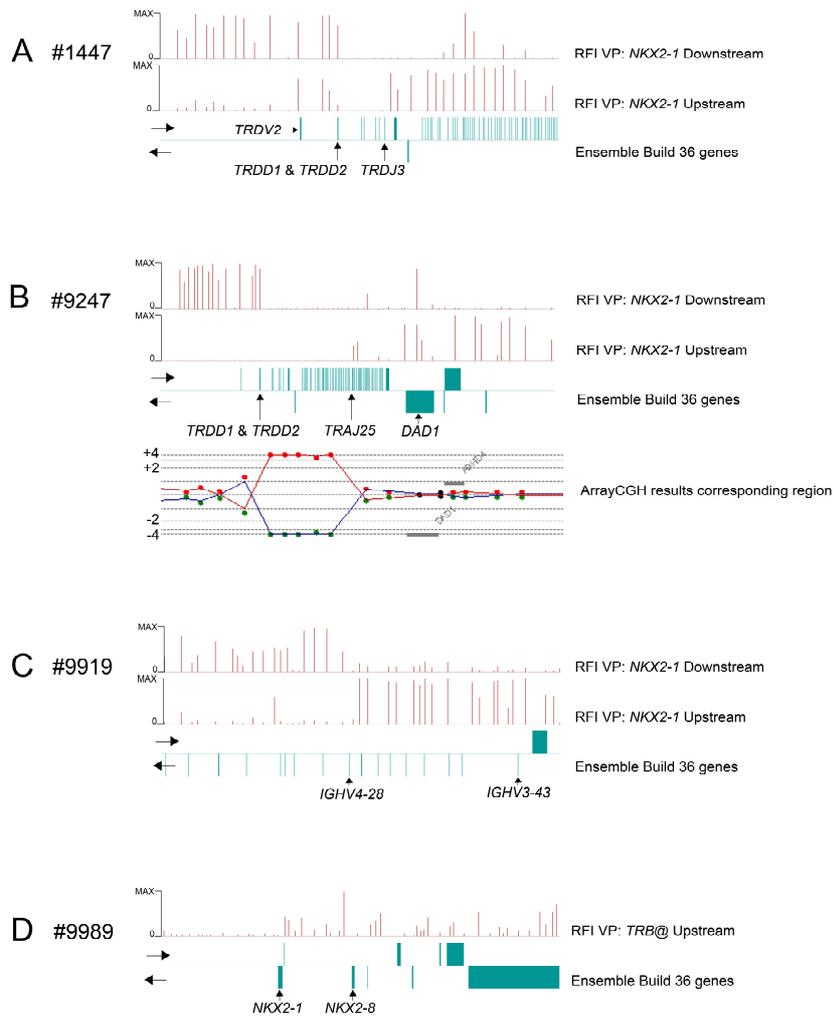 A #1447
MAX
0
RFI VP: NKX2-1 Downstream
MAX
0
RFI VP: NKX2-1 Upstream
TRDV2
Ensemble Build 36 genes
TRDD1 & TRDD2 TRDJ3
B #9247
MAX
0
RFI VP: NKX2-1 Downstream
MAX
0
RFI VP: NKX2-1 Upstream
Ensemble Build 36 genes
TRDD1 & TRDD2 TRAJ25 DAD1
+4
+2
ArrayCGH results corresponding region
DAD1
-2
-4
C #9919
MAX
0
RFI VP: NKX2-1 Downstream
MAX
0
RFI VP: NKX2-1 Upstream
Ensemble Build 36 genes
IGHV4-28 IGHV3-43
D #9989
MAX
0
RFI VP: TRB@ Upstream
Ensemble Build 36 genes
NKX2-1 NKX2-8